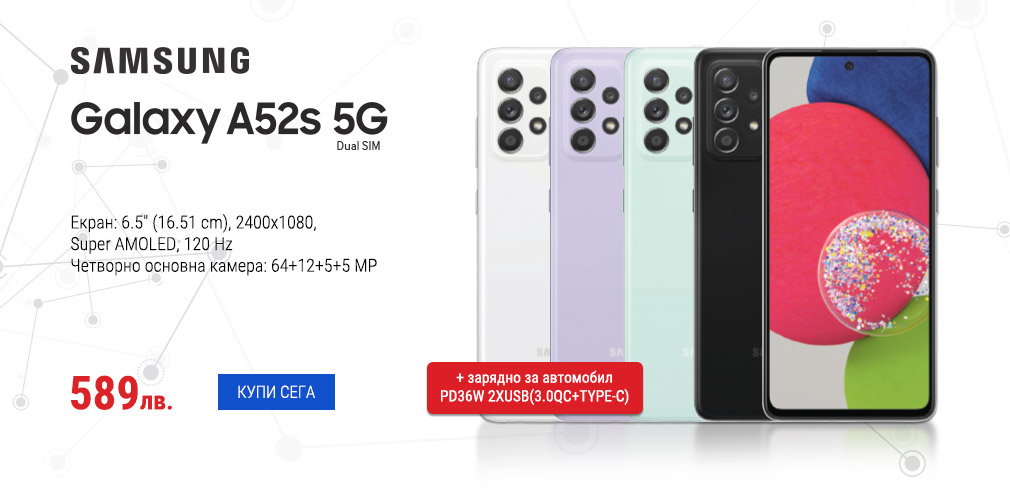 SAMSUNG
Galaxy A52s 5G
Dual SIM
Екран: 6.5" (16.51 cm), 2400x1080,
Super AMOLED, 120 Hz
Четворно основна камера: 64+12+5+5 MP
589лв.
КУПИ СЕГА
+ зарядно за автомобил
PD36W 2XUSB(3.0QC+TYPE-C)